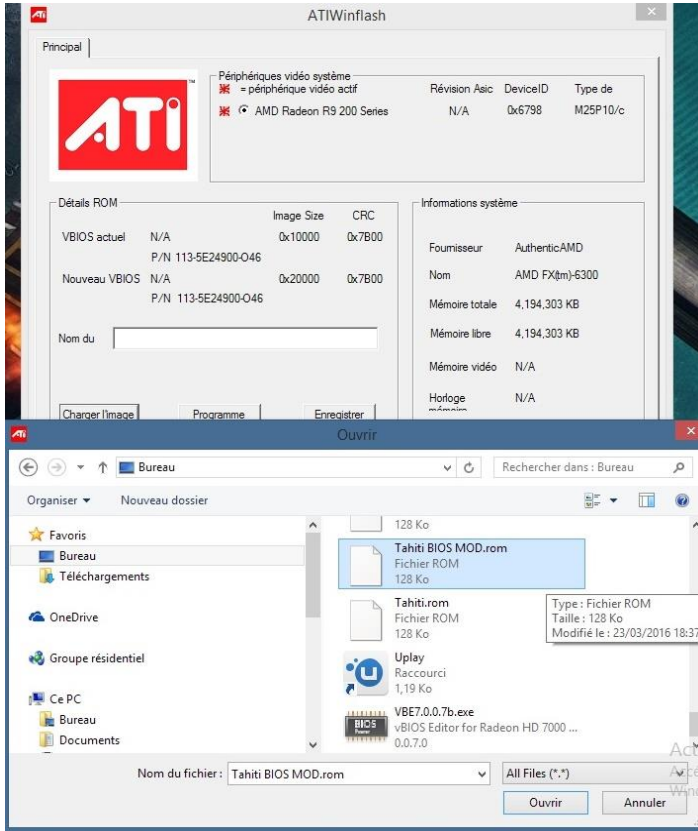 ATi
ATIWinflash
Principal
ATi
Périphériques vidéo système
= périphérique vidéo actif
Révision Asic
DeviceID
Type de
AMD Radeon R9 200 Series
N/A
0x6798
M25P10/c
Détails ROM
Image Size
CRC
VBIOS actuel
N/A
0x10000
0x7B00
P/N 113-5E24900-O46
Nouveau VBIOS
N/A
0x20000
0x7B00
P/N 113-5E24900-O46
Nom du
Charger l'image
Programme
Enregistrer
Informations système
Fournisseur
AuthenticAMD
Nom
AMD FX(tm)-6300
Mémoire totale
4,194,303 KB
Mémoire libre
4,194,303 KB
Mémoire vidéo
N/A
Horloge
N/A
mémoire
ATi
Ouvrir
Bureau
Rechercher dans : Bureau
Organiser
Nouveau dossier
Favoris
Bureau
Téléchargements
OneDrive
Groupe résidentiel
Ce PC
Bureau
Documents
128 Ko
Tahiti BIOS MOD.rom
Fichier ROM
128 Ko
Tahiti.rom
Fichier ROM
128 Ko
Type : Fichier ROM
Taille : 128 Ko
Modifié le : 23/03/2016 18:37
Uplay
Raccourci
1,19 Ko
BIOS
VBE7.0.0.7b.exe
vBIOS Editor for Radeon HD 7000 ...
0.0.7.0
Nom du fichier :
Tahiti BIOS MOD.rom
All Files (*.*)
Ouvrir
Annuler